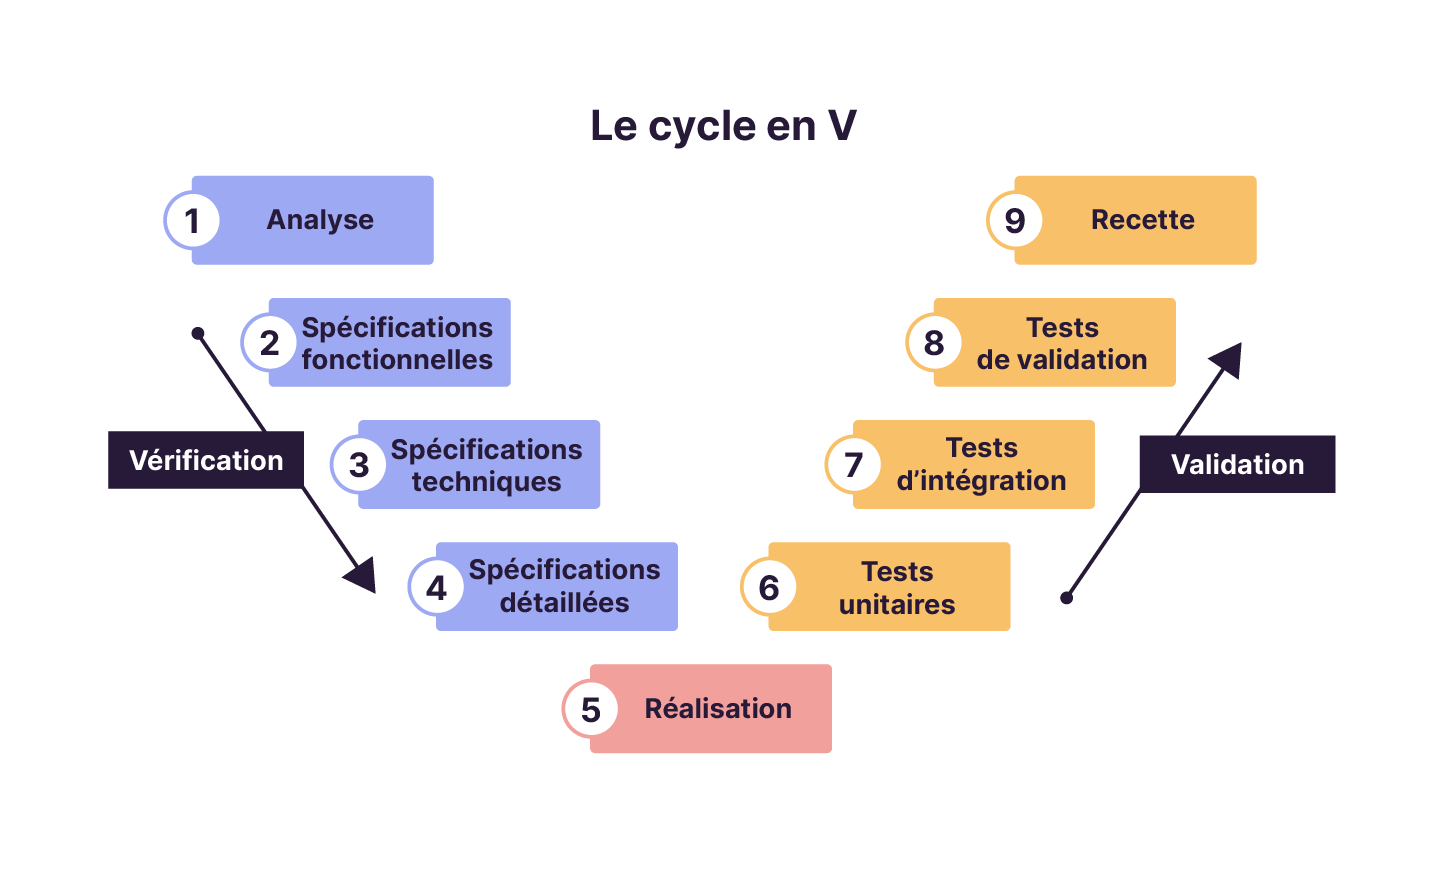 Le cycle en V
1
Analyse
2
Spécifications
fonctionnelles
3
Spécifications
techniques
4
Spécifications
détaillées
5
Réalisation
6
Tests
unitaires
7
Tests
d’intégration
8
Tests
de validation
9
Recette
Vérification
Validation